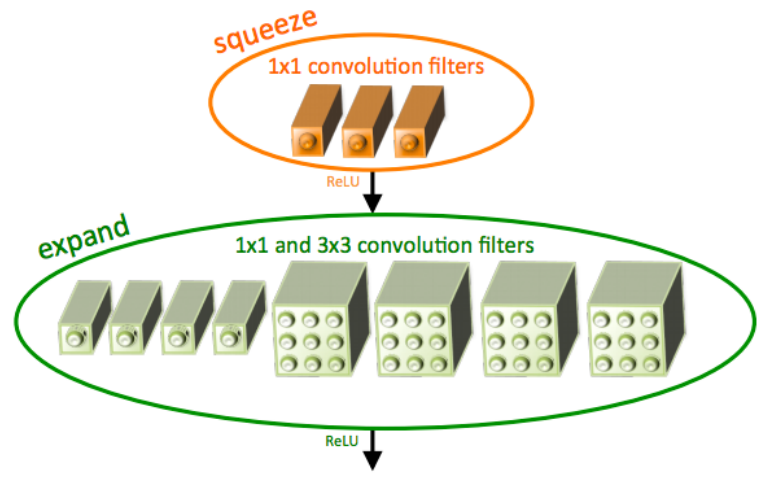 squeeze
1x1 convolution filters
ReLU
expand
1x1 and 3x3 convolution filters
ReLU